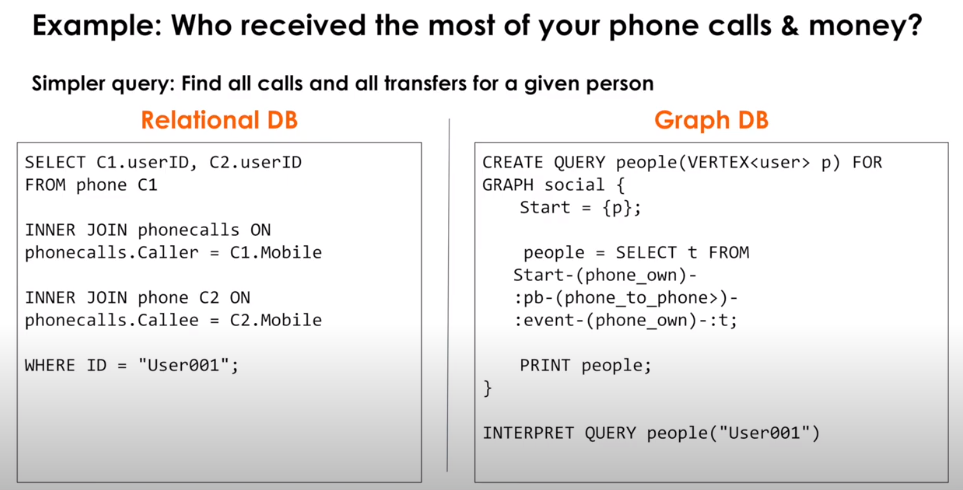 Example: Who received the most of your phone calls & money?
Simpler query: Find all calls and all transfers for a given person
Relational DB
SELECT C1.userID, C2.userID
FROM phone C1
INNER JOIN phonecalls ON
phonecalls.Caller = C1.Mobile
INNER JOIN phone C2 ON
phonecalls.Callee = C2.Mobile
WHERE ID = "User001";
Graph DB
CREATE QUERY people(VERTEX<user> p) FOR
GRAPH social {
Start = {p};
people = SELECT t FROM
Start-(phone_own)-
:pb-(phone_to_phone>)-
:event-(phone_own)-:t;
PRINT people;
}
INTERPRET QUERY people("User001")